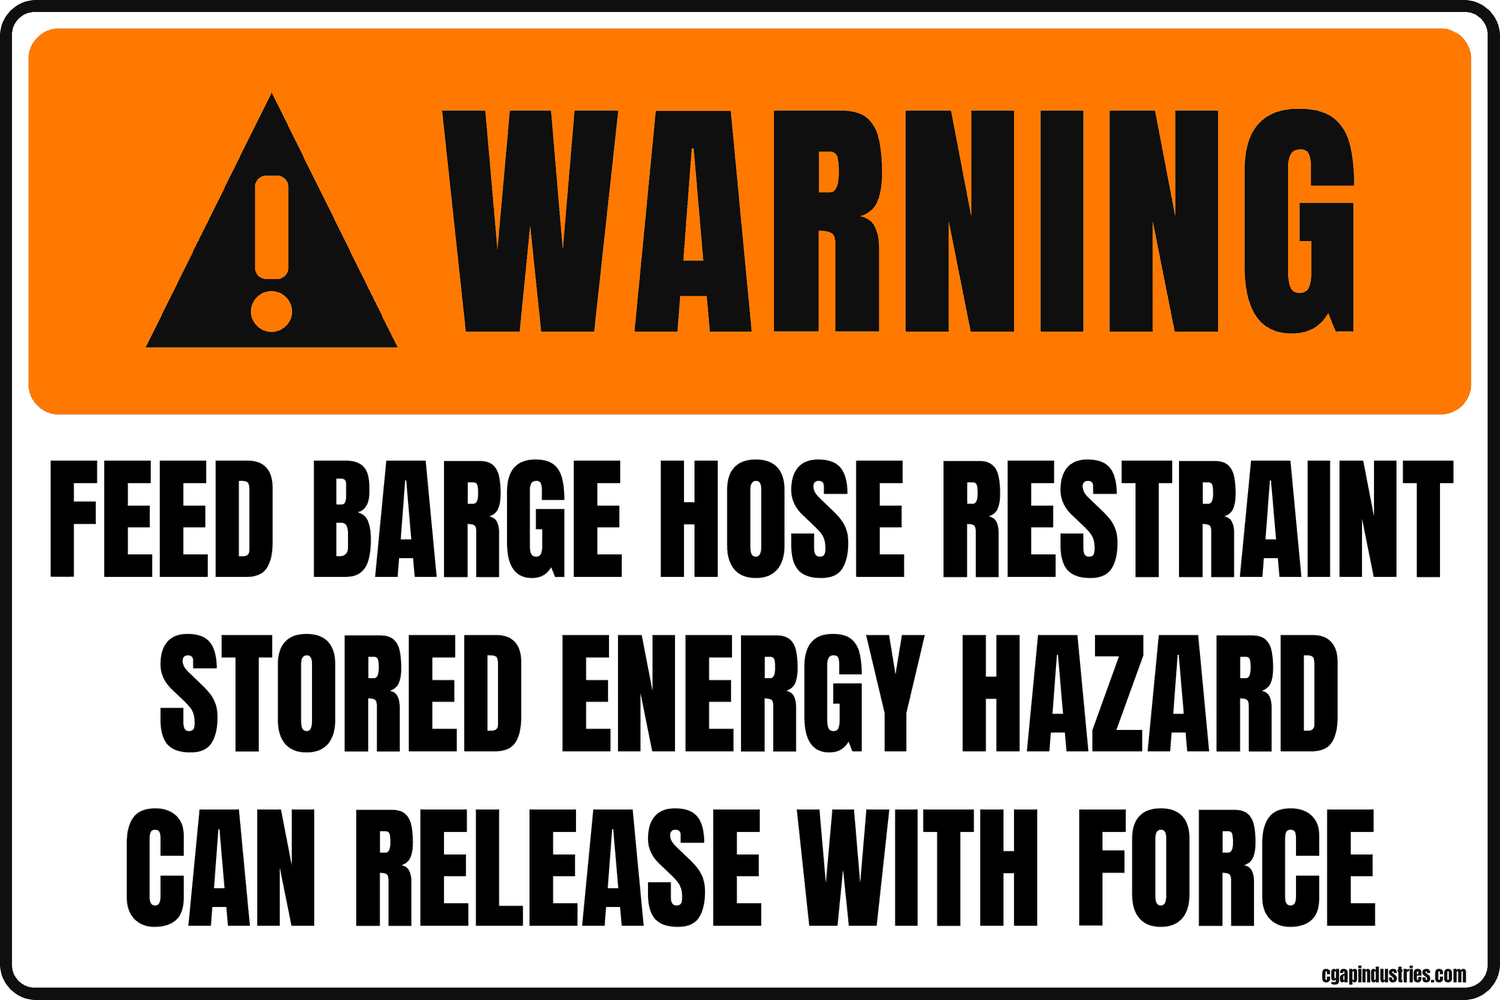 WARNING
FEED BARGE HOSE RESTRAINT
STORED ENERGY HAZARD
CAN RELEASE WITH FORCE
cgapindustries.com